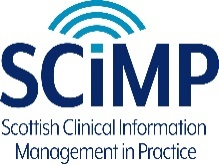 SCiMP
Scottish Clinical Information
Management in Practice